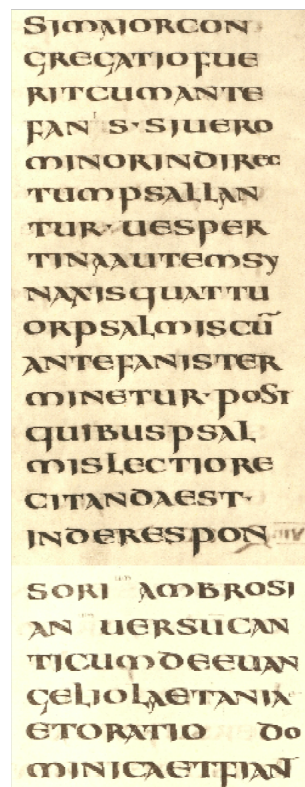 SIMAIORCON
GREGATIOFUE
RITCUMANTE
FAN S·SIUERO
MINORINDIREC
TUMPSALLAN
TUR·UESPER
TINAAUTEMSY
NAXISQUATTU
ORPSALMISCŪ
ANTEFANISTER
MINETUR·POST
QUIBUSPSAL
MISLECTIORE
CITANDAEST·
INDERESPON
SORI AMBROSI
AN UERSUCAN
TICUMDEEUAN
GELIOLAETANIA
ETORATIO DO
MINICAETFIAN̄